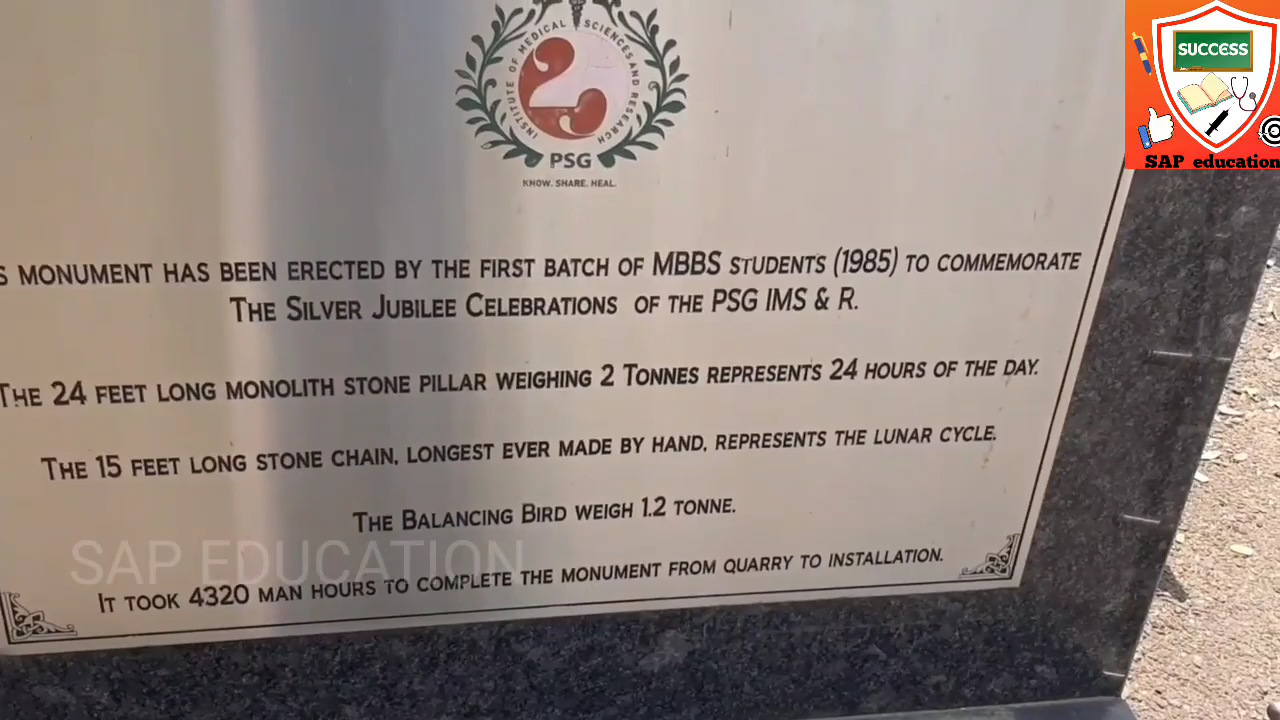 INSTITUTE OF MEDICAL SCIENCES AND RESEARCH
25
PSG
KNOW. SHARE. HEAL.
SUCCESS
SAP education
MONUMENT HAS BEEN ERECTED BY THE FIRST BATCH OF MBBS STUDENTS (1985) TO COMMEMORATE
THE SILVER JUBILEE CELEBRATIONS OF THE PSG IMS & R.
THE 24 FEET LONG MONOLITH STONE PILLAR WEIGHING 2 TONNES REPRESENTS 24 HOURS OF THE DAY.
THE 15 FEET LONG STONE CHAIN, LONGEST EVER MADE BY HAND, REPRESENTS THE LUNAR CYCLE.
THE BALANCING BIRD WEIGH 1.2 TONNE.
SAP EDUCATION
IT TOOK 4320 MAN HOURS TO COMPLETE THE MONUMENT FROM QUARRY TO INSTALLATION.